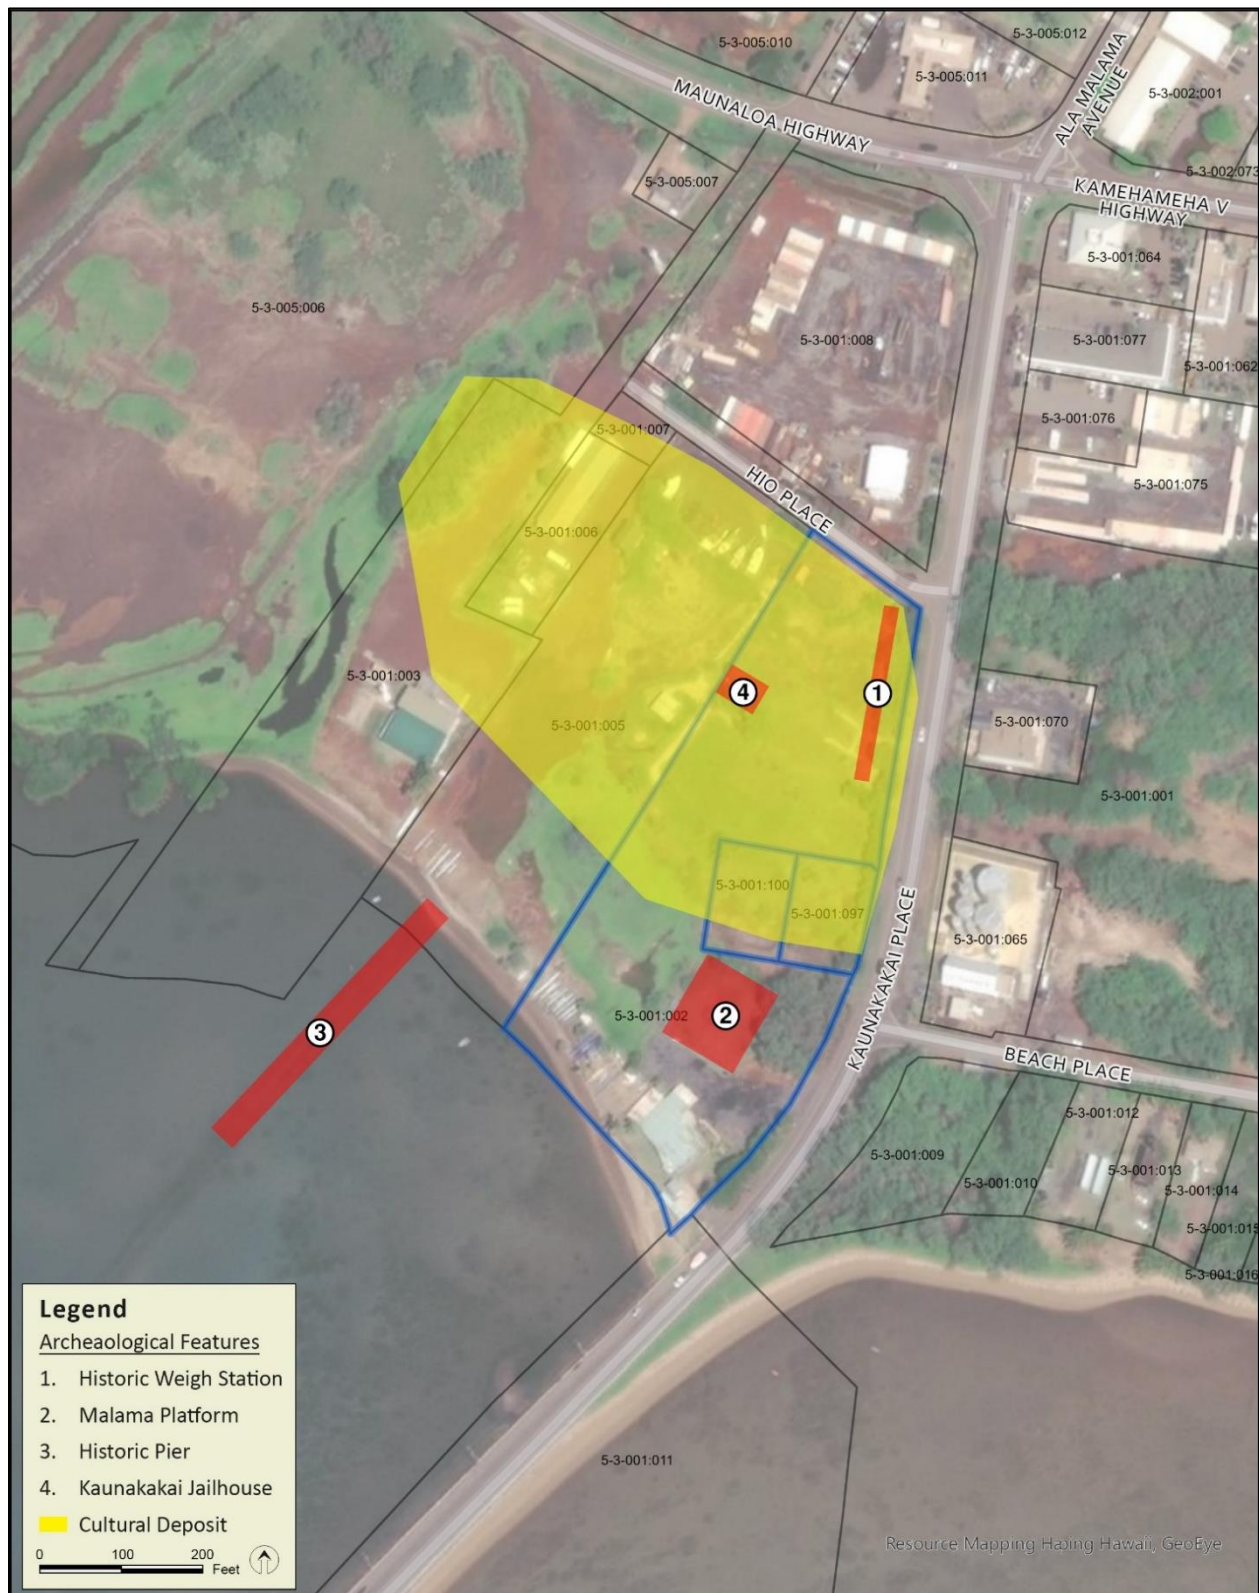 5-3-005:010
5-3-005:012
5-3-005:011
ALA MALAMA
AVENUE
5-3-002:001
MAUNALOA HIGHWAY
5-3-005:007
5-3-002:073
KAMEHAMEHA V
HIGHWAY
5-3-001:064
5-3-005:006
5-3-001:008
5-3-001:077
5-3-001:062
5-3-001:007
5-3-001:076
HIO PLACE
5-3-001:075
5-3-001:006
5-3-001:003
4
1
5-3-001:005
5-3-001:070
5-3-001:001
5-3-001:100
5-3-001:097
KAUNAKAKAI PLACE
5-3-001:065
5-3-001:002
2
3
BEACH PLACE
5-3-001:012
5-3-001:009
5-3-001:013
5-3-001:010
5-3-001:014
5-3-001:015
5-3-001:016
Legend
Archeaological Features
1. Historic Weigh Station
2. Malama Platform
3. Historic Pier
4. Kaunakakai Jailhouse
Cultural Deposit
0 100 200
Feet
5-3-001:011
Resource Mapping Hajing Hawaii, GeoEye